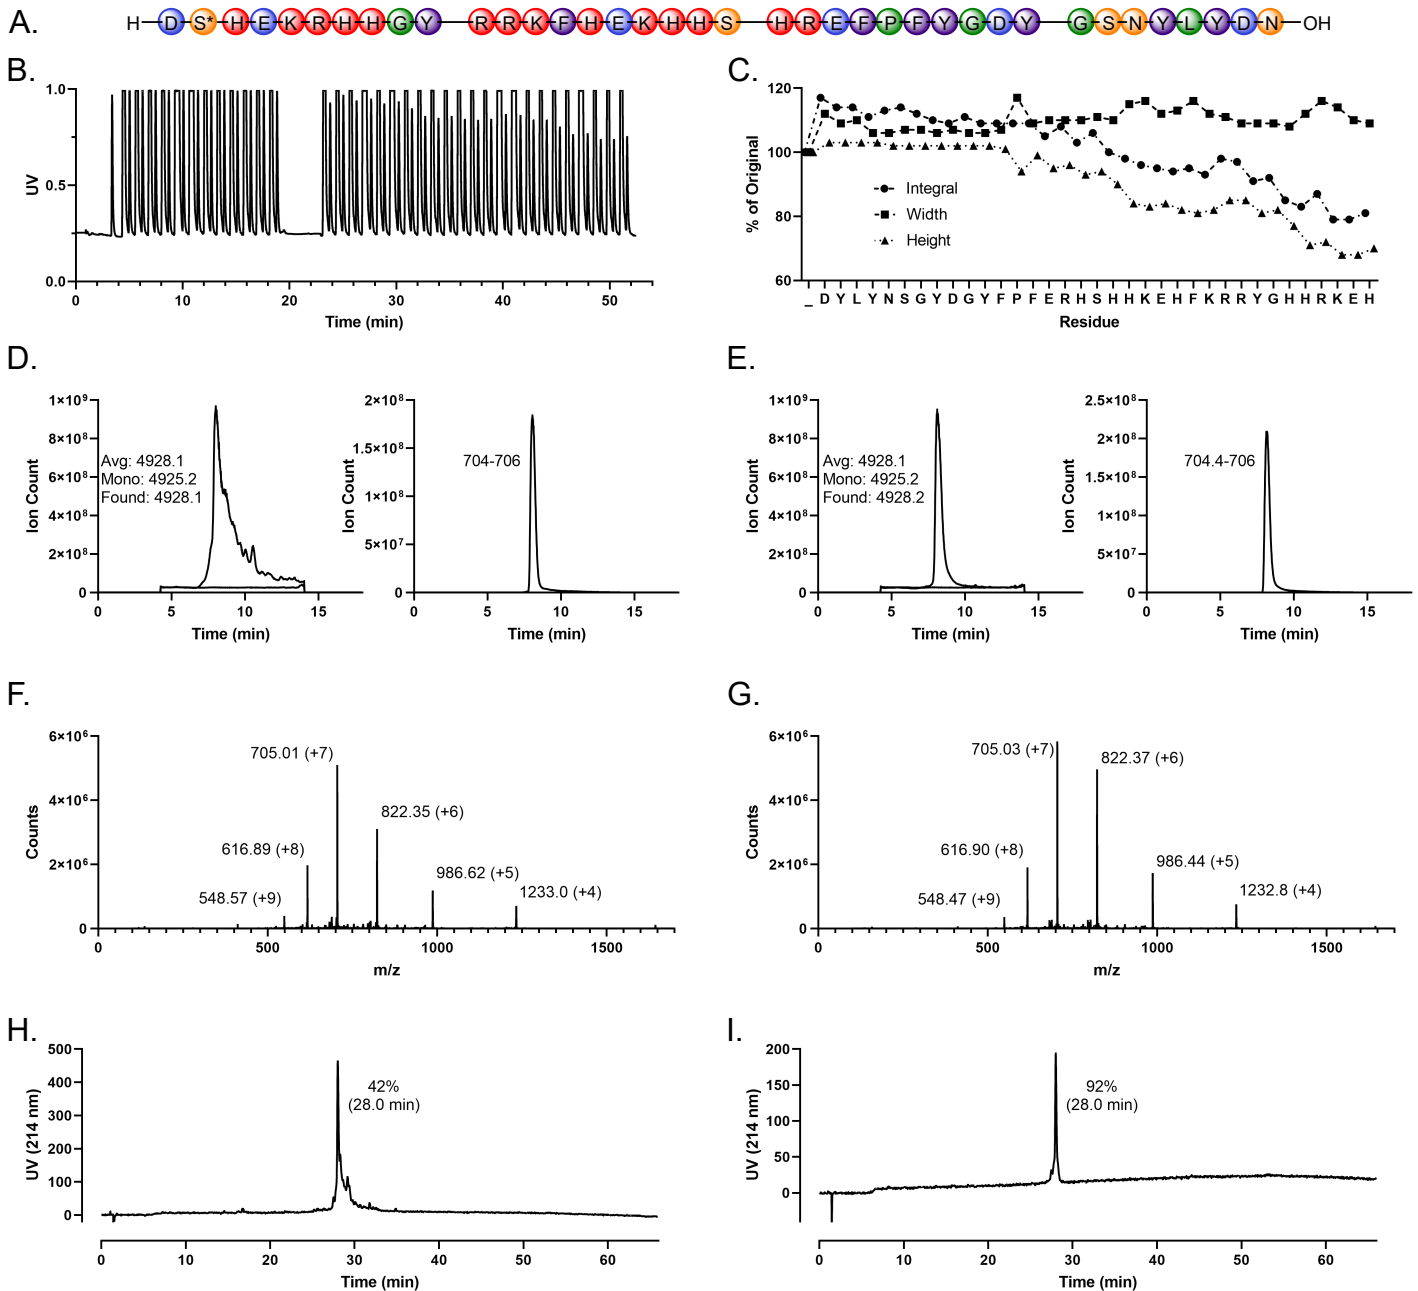 A.
H D S* H E K R H H G Y R R K F H E K H H S H R E F P F Y G D Y G S N Y L Y D N OH
B.
1.0
0.5
0.0
UV
0 10 20 30 40 50
Time (min)
C.
120
100
80
60
% of Original
Integral
Width
Height
_ D Y L Y N S G Y D G Y F P F E R H S H H K E H F K R R Y G H H R K E H
Residue
D.
1×10⁹
8×10⁸
6×10⁸
4×10⁸
2×10⁸
0
Ion Count
Avg: 4928.1
Mono: 4925.2
Found: 4928.1
0 5 10 15
Time (min)
2×10⁸
1.5×10⁸
1×10⁸
5×10⁷
0
Ion Count
704-706
0 5 10 15
Time (min)
E.
1×10⁹
8×10⁸
6×10⁸
4×10⁸
2×10⁸
0
Ion Count
Avg: 4928.1
Mono: 4925.2
Found: 4928.2
0 5 10 15
Time (min)
2.5×10⁸
2×10⁸
1.5×10⁸
1×10⁸
5×10⁷
0
Ion Count
704.4-706
0 5 10 15
Time (min)
F.
6×10⁶
4×10⁶
2×10⁶
0
Counts
705.01 (+7)
822.35 (+6)
616.89 (+8)
986.62 (+5)
548.57 (+9)
1233.0 (+4)
0 500 1000 1500
m/z
G.
6×10⁶
4×10⁶
2×10⁶
0
Counts
705.03 (+7)
822.37 (+6)
616.90 (+8)
986.44 (+5)
548.47 (+9)
1232.8 (+4)
0 500 1000 1500
m/z
H.
500
400
300
200
100
0
UV (214 nm)
42%
(28.0 min)
0 10 20 30 40 50 60
Time (min)
I.
200
150
100
50
0
UV (214 nm)
92%
(28.0 min)
0 10 20 30 40 50 60
Time (min)